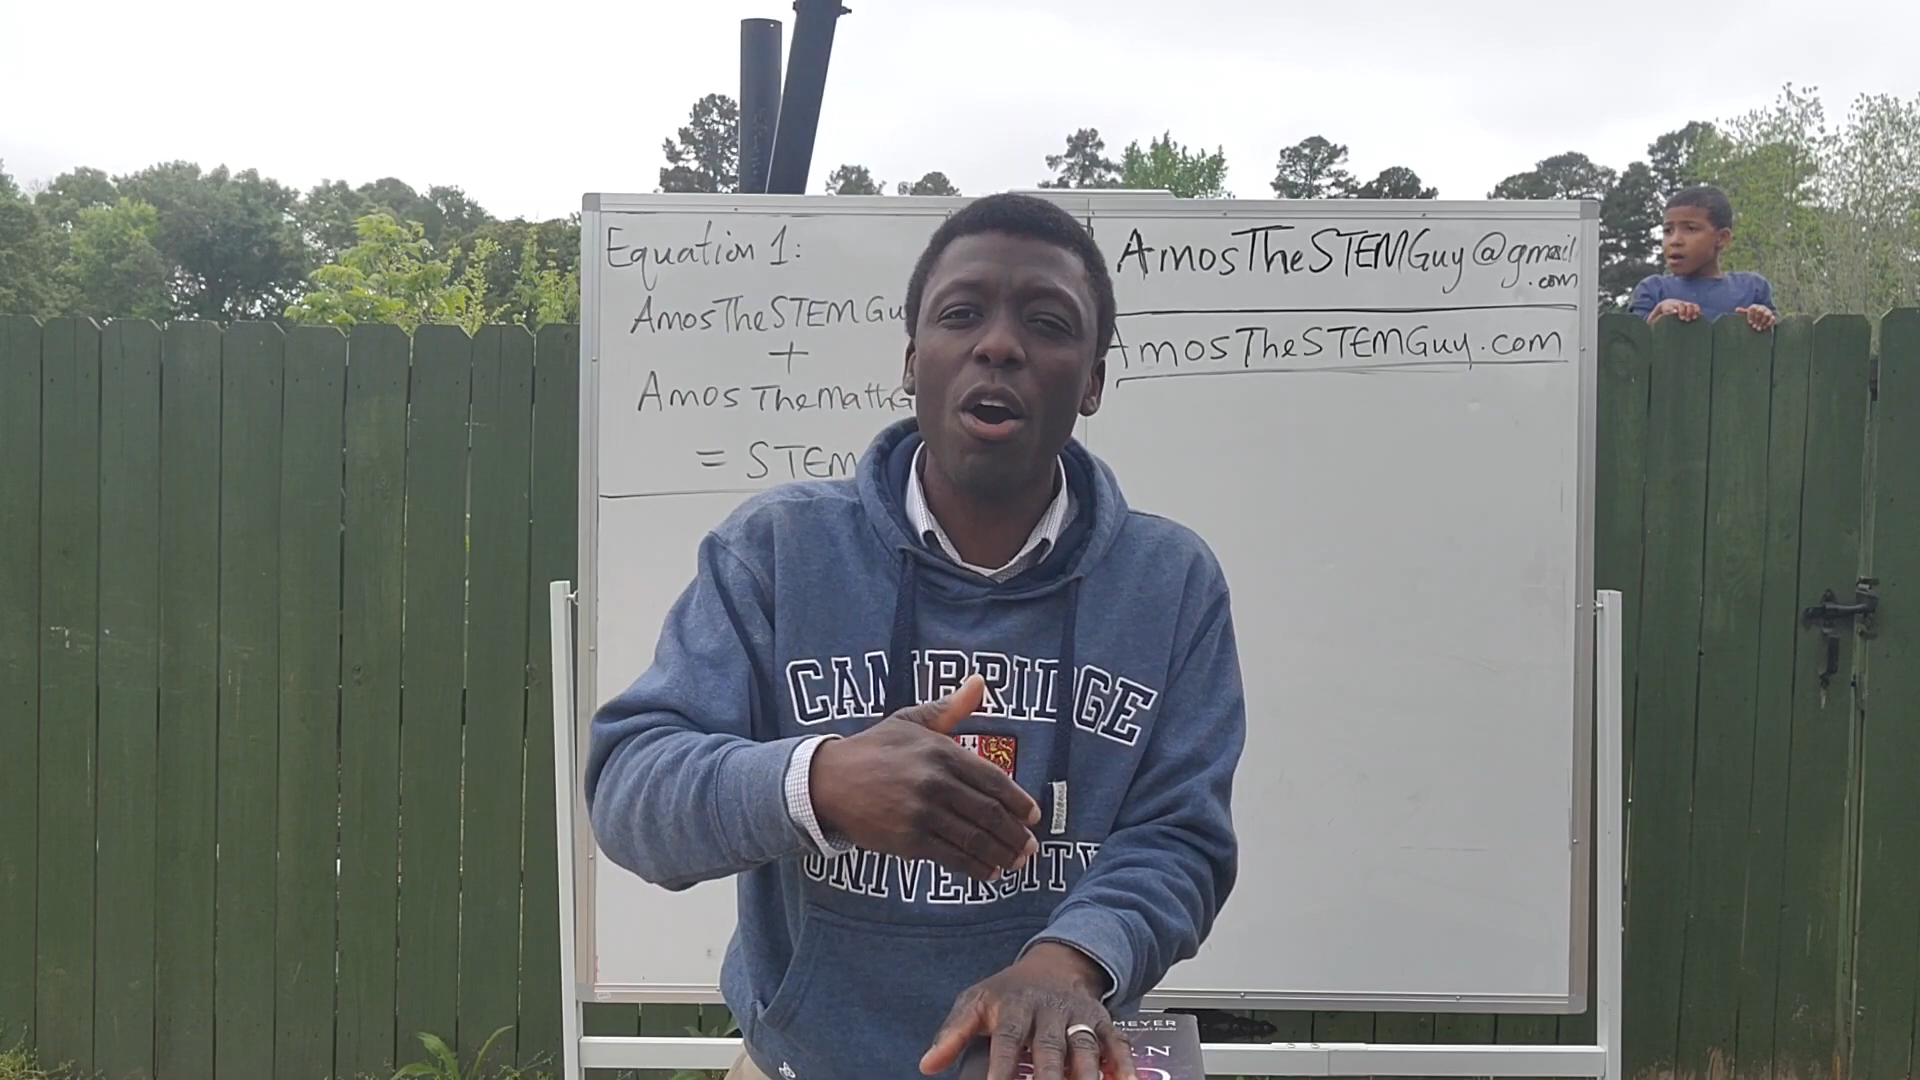 Equation 1:
AmosTheSTEMGu
+
AmosTheMathG
= STEM
AmosTheSTEMGuy@gmail
.com
AmosTheSTEMGuy.com
CAMBRIDGE
UNIVERSITY
MEYER